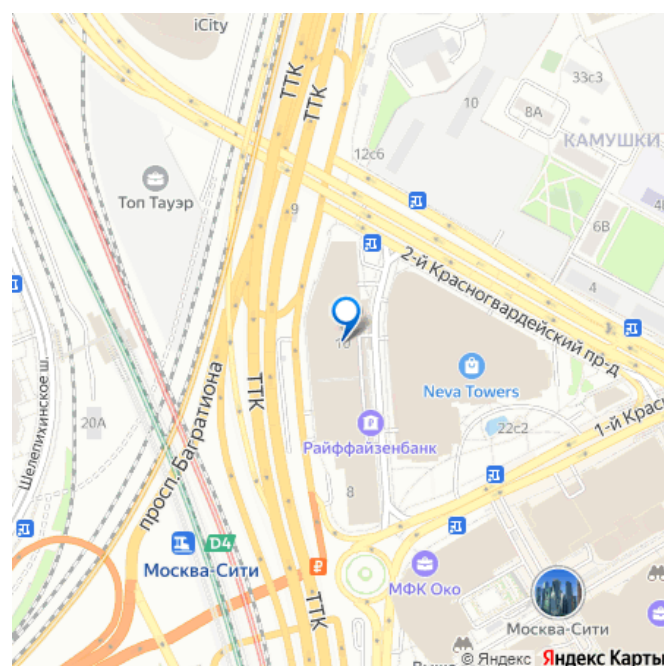 iCity
ТТК
ТТК
33с3
10
8А
КАМУШКИ
12с6
Топ Тауэр
9
6В
2-й Красногвардейский пр-д
4
10
Neva Towers
Шелепихинское ш.
просп. Багратиона
ТТК
20А
Райффайзенбанк
22с2
1-й Крас
8
D4
Москва-Сити
МФК Око
ТТК
Москва-Сити
© Яндекс Яндекс Карты